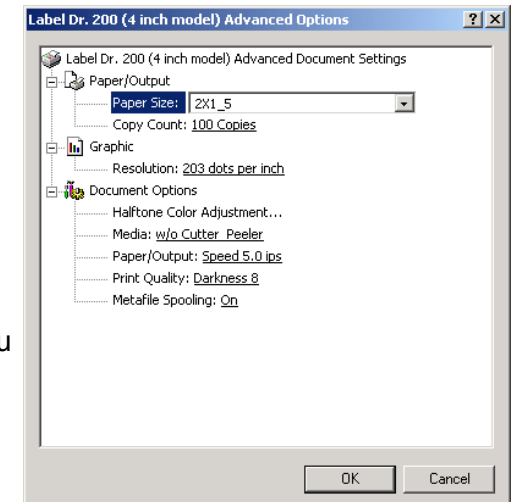 Label Dr. 200 (4 inch model) Advanced Options
Label Dr. 200 (4 inch model) Advanced Document Settings
Paper/Output
Paper Size: 2X1_5
Copy Count: 100 Copies
Graphic
Resolution: 203 dots per inch
Document Options
Halftone Color Adjustment...
Media: w/o Cutter Peeler
Paper/Output: Speed 5.0 ips
Print Quality: Darkness 8
Metafile Spooling: On
u
OK Cancel